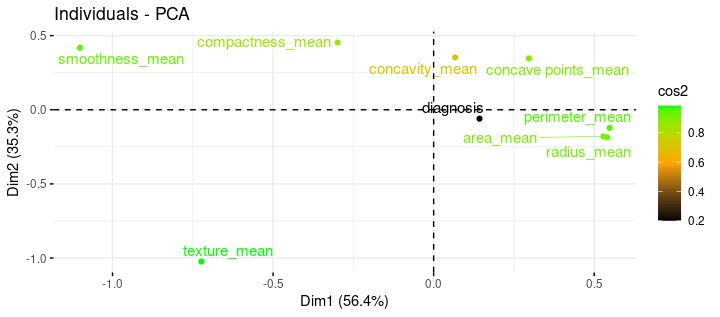 Individuals - PCA
0.5
compactness_mean
smoothness_mean
concavity_mean
concave points_mean
cos2
0.0
diagnosis
perimeter_mean
area_mean
radius_mean
0.8
0.6
0.4
0.2
Dim2 (35.3%)
-0.5
texture_mean
-1.0
-1.0
-0.5
0.0
0.5
Dim1 (56.4%)